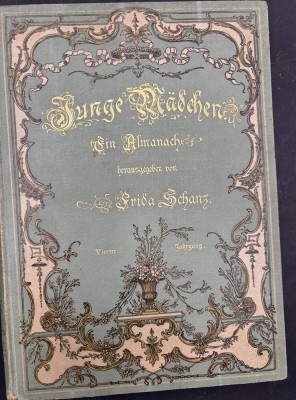 Junge Mädchen.
Ein Almanach,
herausgegeben von
Frida Schanz.
Vierter Jahrgang.